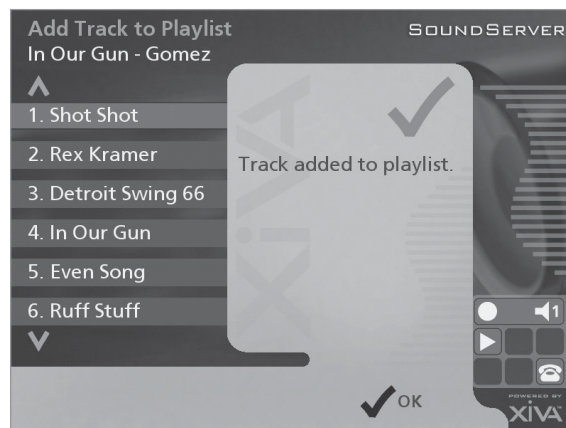 Add Track to Playlist
SOUNDSERVER
In Our Gun - Gomez
1. Shot Shot
2. Rex Kramer
3. Detroit Swing 66
4. In Our Gun
5. Even Song
6. Ruff Stuff
XiVA
Track added to playlist.
1
OK
POWERED BY
XiVA